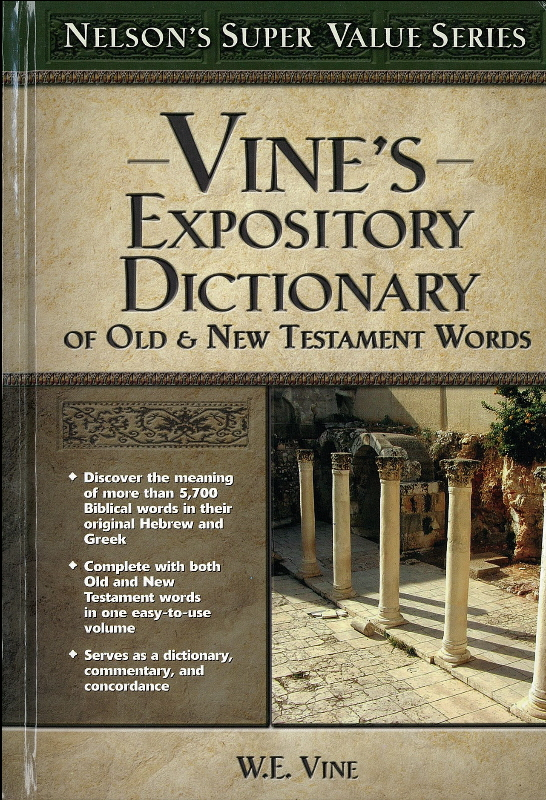 Nelson's Super Value Series
Vine's
Expository
Dictionary
of Old & New Testament Words
Discover the meaning
of more than 5,700
Biblical words in their
original Hebrew and
Greek
Complete with both
Old and New
Testament words
in one easy-to-use
volume
Serves as a dictionary,
commentary, and
concordance
W.E. Vine